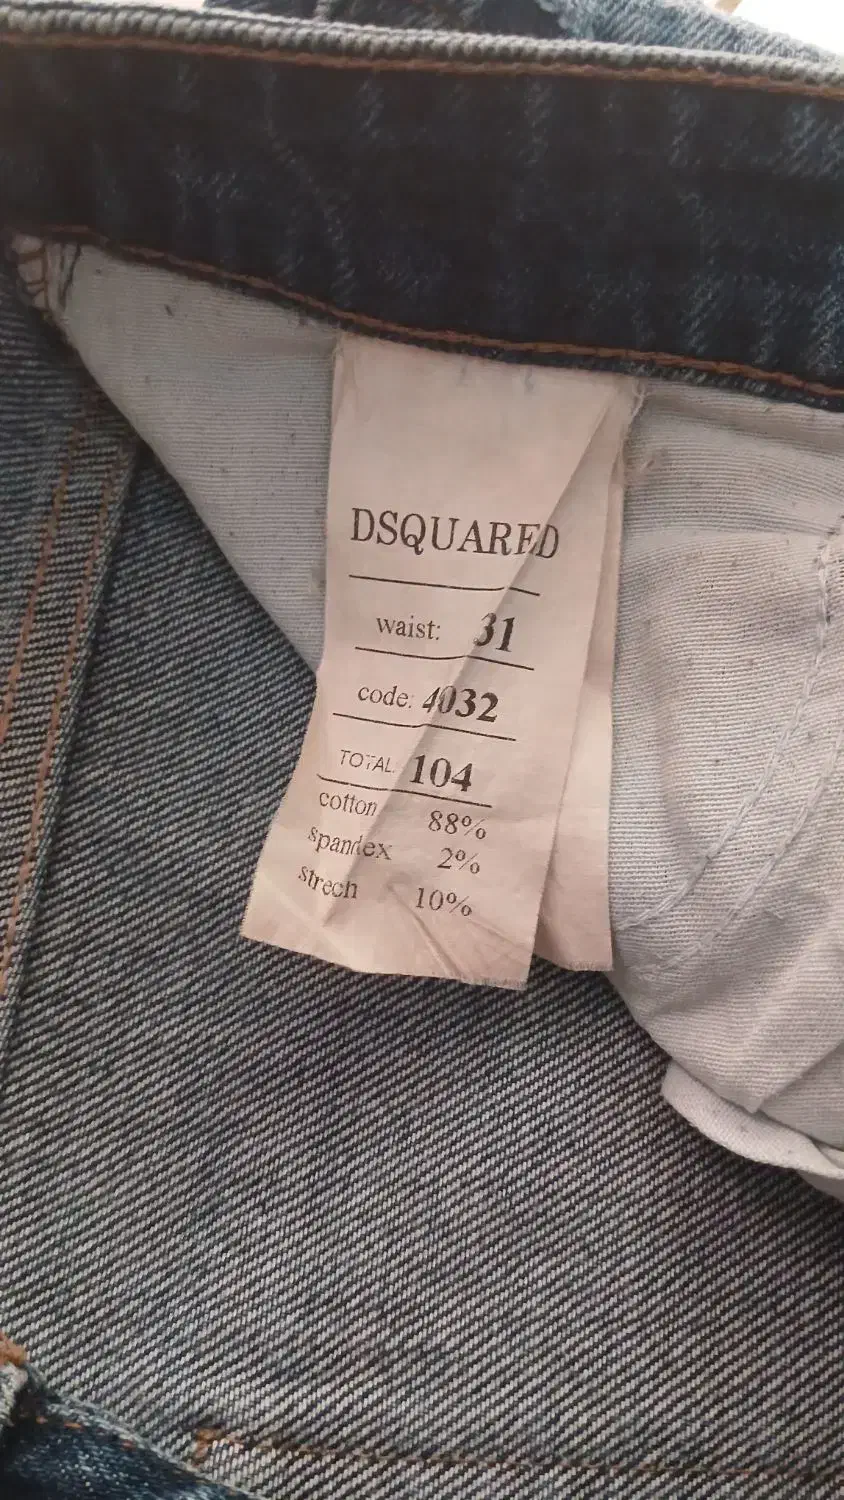 DSQUARED
waist: 31
code: 4032
TOTAL: 104
cotton 88%
spandex 2%
strech 10%